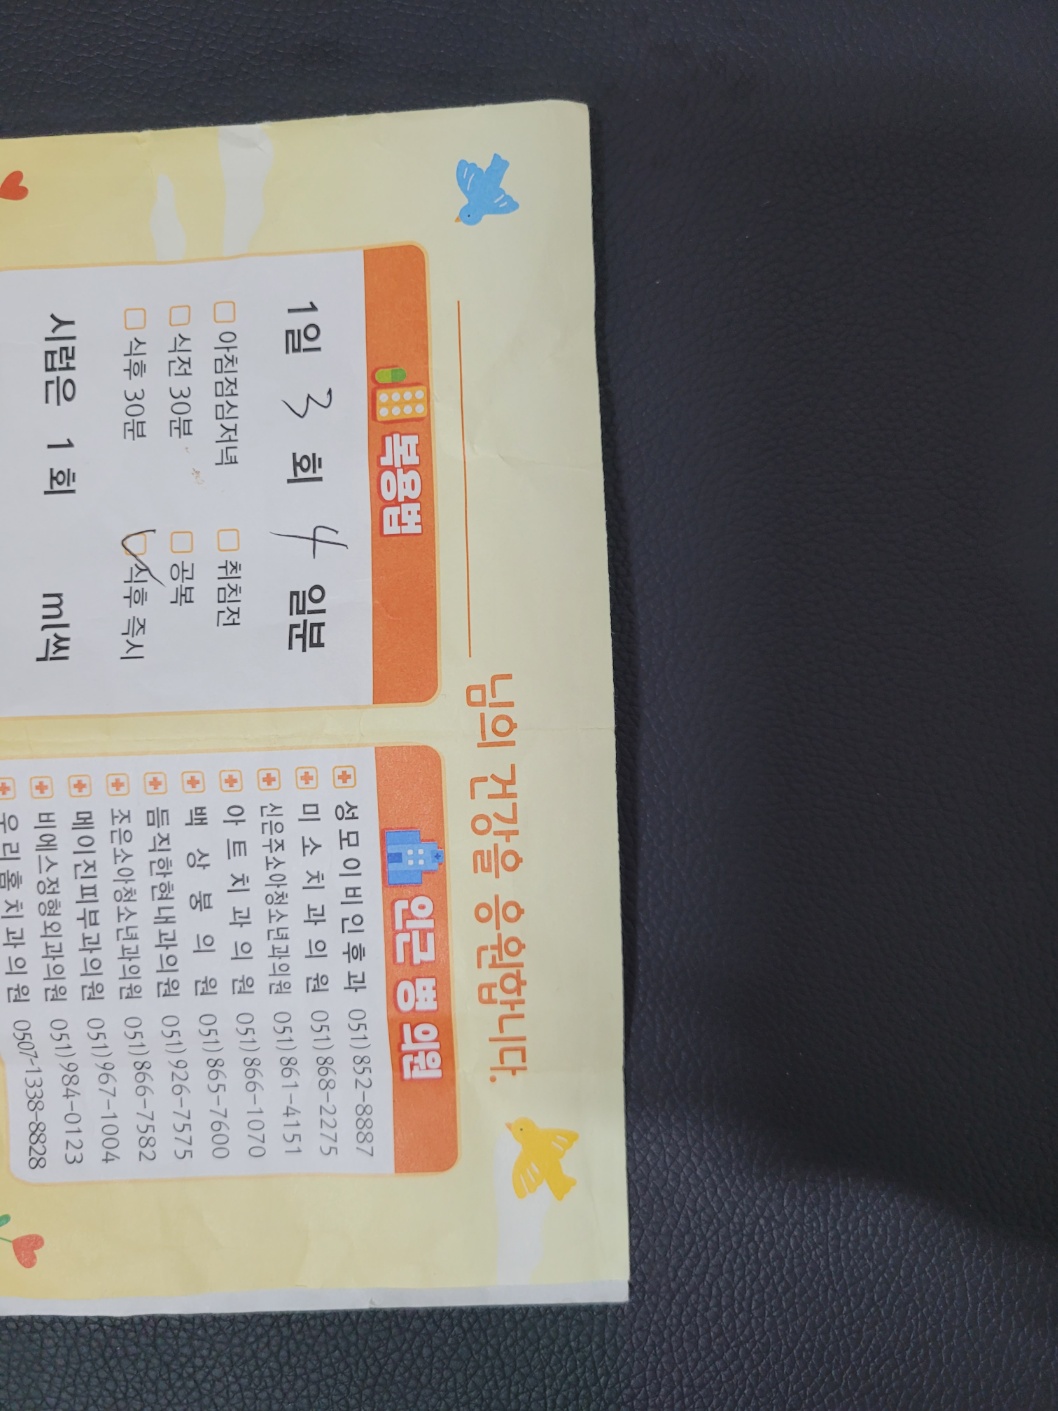 님의 건강을 응원합니다.
복용법
1일 3 회 4 일분
아침점심저녁 취침전
식전 30분 공복
식후 30분 식후 즉시
시럽은 1 회 ml씩
인근 병 의원
성모이비인후과 051)852-8887
미소치과의원 051)868-2275
신은주소아청소년과의원 051)861-4151
아트치과의원 051)866-1070
백상봉의원 051)865-7600
듬직한현내과의원 051)926-7575
조은소아청소년과의원 051)866-7582
메이진피부과의원 051)967-1004
비에스정형외과의원 051)984-0123
우리홈치과의원 0507-1338-8828